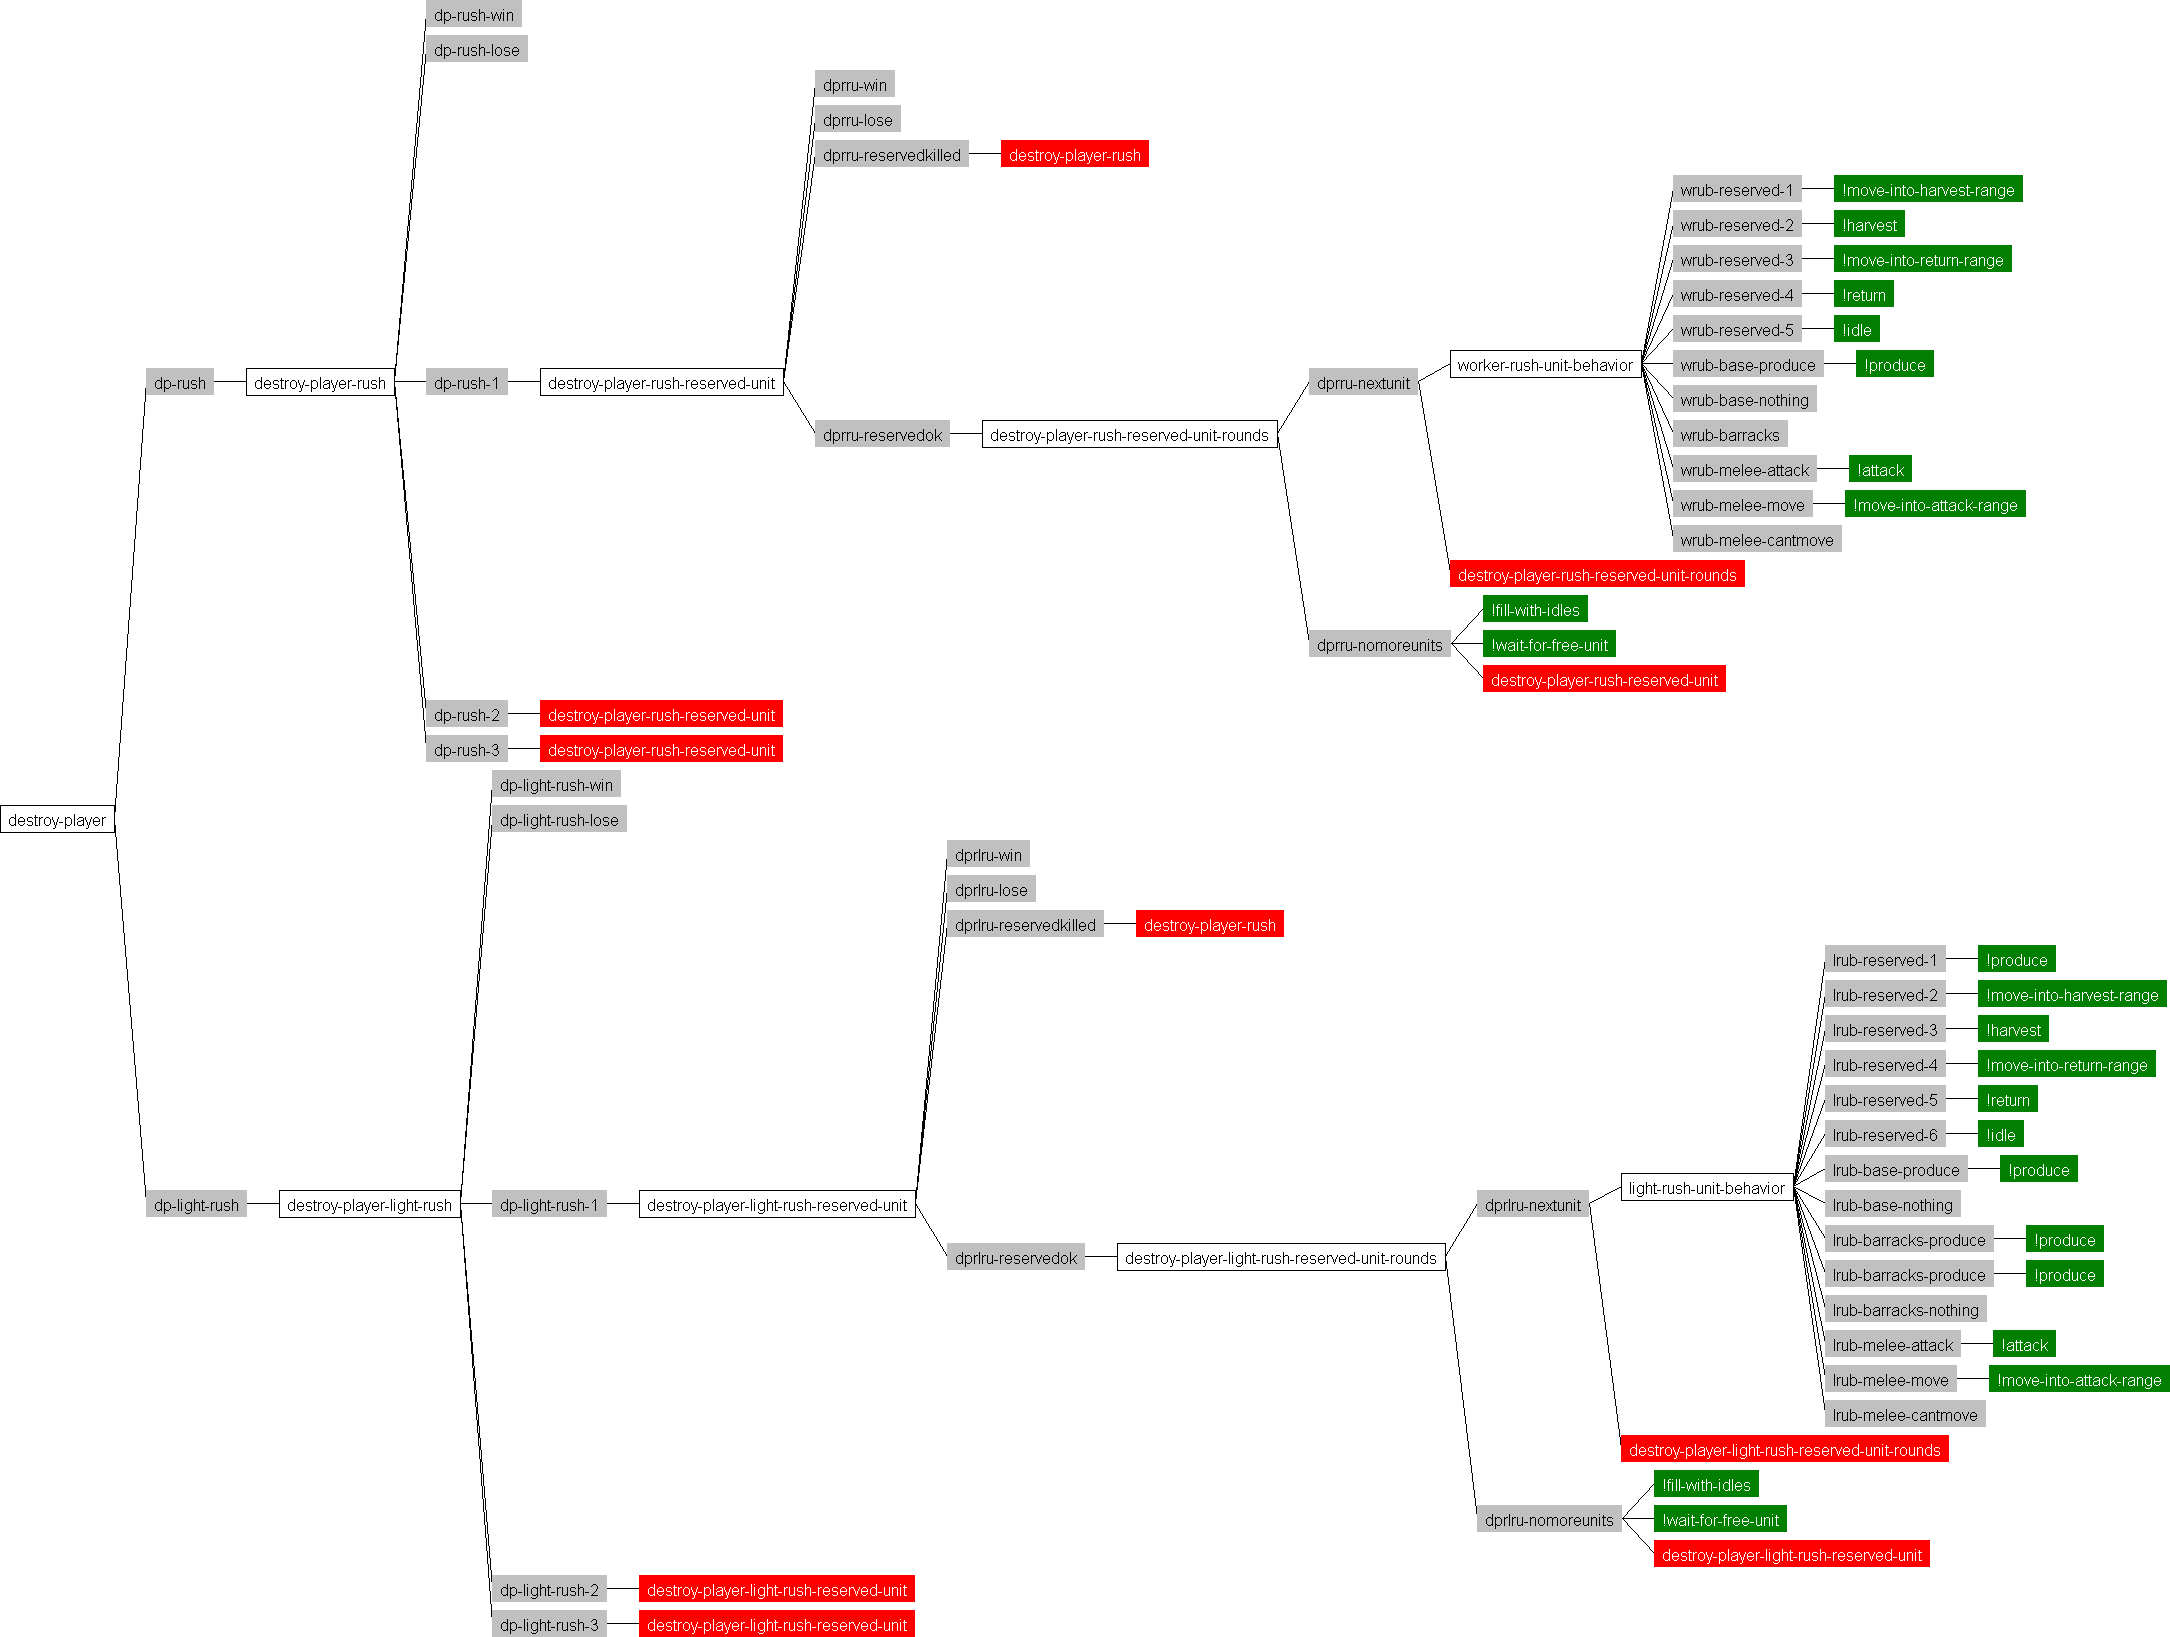 dp-rush-win
dp-rush-lose
dprru-win
dprru-lose
dprru-reservedkilled destroy-player-rush
wrub-reserved-1 !move-into-harvest-range
wrub-reserved-2 !harvest
wrub-reserved-3 !move-into-return-range
wrub-reserved-4 !return
wrub-reserved-5 !idle
worker-rush-unit-behavior wrub-base-produce !produce
dp-rush destroy-player-rush dp-rush-1 destroy-player-rush-reserved-unit dprru-nextunit
wrub-base-nothing
dprru-reservedok destroy-player-rush-reserved-unit-rounds wrub-barracks
wrub-melee-attack !attack
wrub-melee-move !move-into-attack-range
wrub-melee-cantmove
destroy-player-rush-reserved-unit-rounds
!fill-with-idles
dprru-nomoreunits !wait-for-free-unit
destroy-player-rush-reserved-unit
dp-rush-2 destroy-player-rush-reserved-unit
dp-rush-3 destroy-player-rush-reserved-unit
dp-light-rush-win
destroy-player dp-light-rush-lose
dprlru-win
dprlru-lose
dprlru-reservedkilled destroy-player-rush
lrub-reserved-1 !produce
lrub-reserved-2 !move-into-harvest-range
lrub-reserved-3 !harvest
lrub-reserved-4 !move-into-return-range
lrub-reserved-5 !return
lrub-reserved-6 !idle
lrub-base-produce !produce
light-rush-unit-behavior
dp-light-rush destroy-player-light-rush dp-light-rush-1 destroy-player-light-rush-reserved-unit dprlru-nextunit lrub-base-nothing
lrub-barracks-produce !produce
dprlru-reservedok destroy-player-light-rush-reserved-unit-rounds
lrub-barracks-produce !produce
lrub-barracks-nothing
lrub-melee-attack !attack
lrub-melee-move !move-into-attack-range
lrub-melee-cantmove
destroy-player-light-rush-reserved-unit-rounds
!fill-with-idles
dprlru-nomoreunits !wait-for-free-unit
destroy-player-light-rush-reserved-unit
dp-light-rush-2 destroy-player-light-rush-reserved-unit
dp-light-rush-3 destroy-player-light-rush-reserved-unit